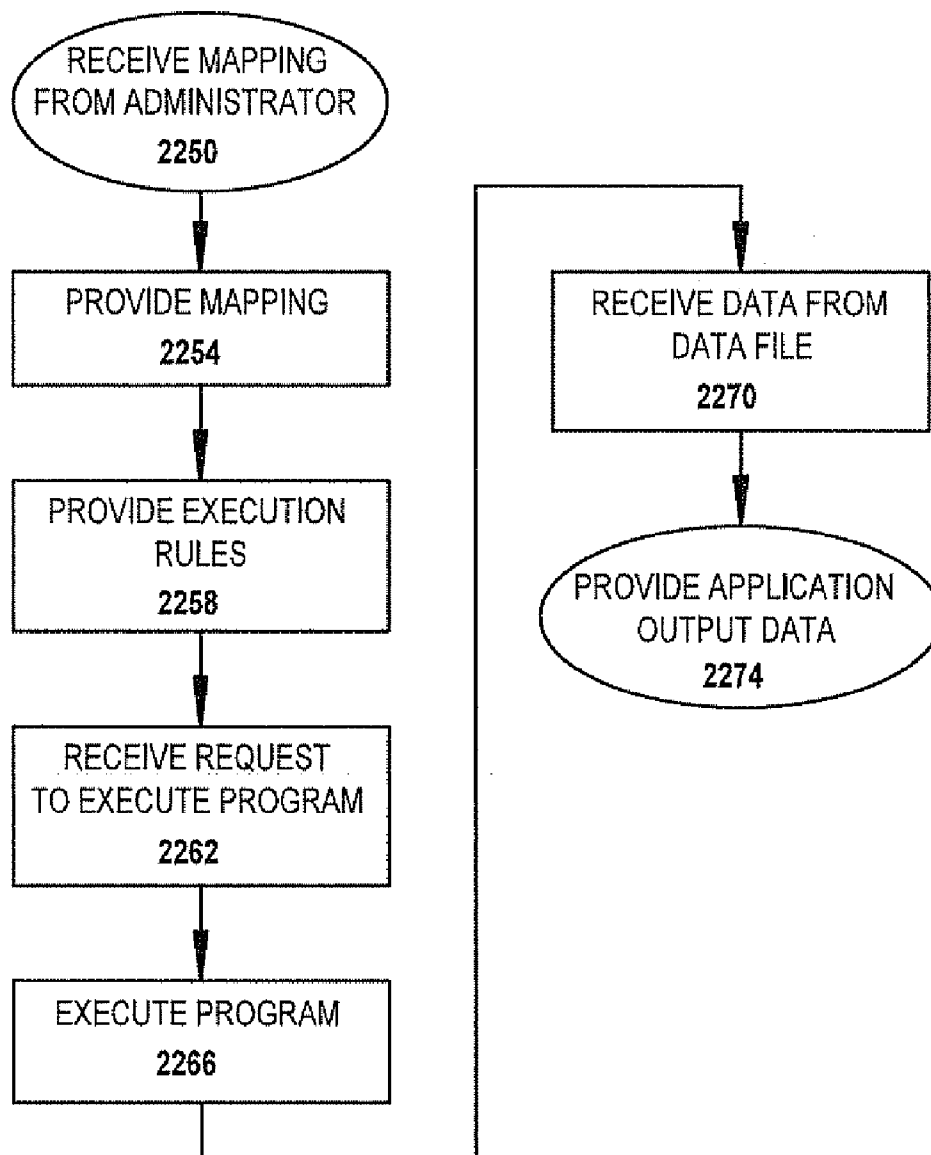 RECEIVE MAPPING
FROM ADMINISTRATOR
2250
PROVIDE MAPPING
2254
PROVIDE EXECUTION
RULES
2258
RECEIVE REQUEST
TO EXECUTE PROGRAM
2262
EXECUTE PROGRAM
2266
RECEIVE DATA FROM
DATA FILE
2270
PROVIDE APPLICATION
OUTPUT DATA
2274